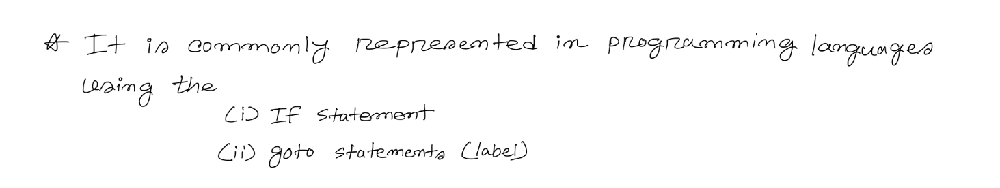 * It is commonly represented in programming languages
using the
(i) If statement
(ii) goto statements (label)